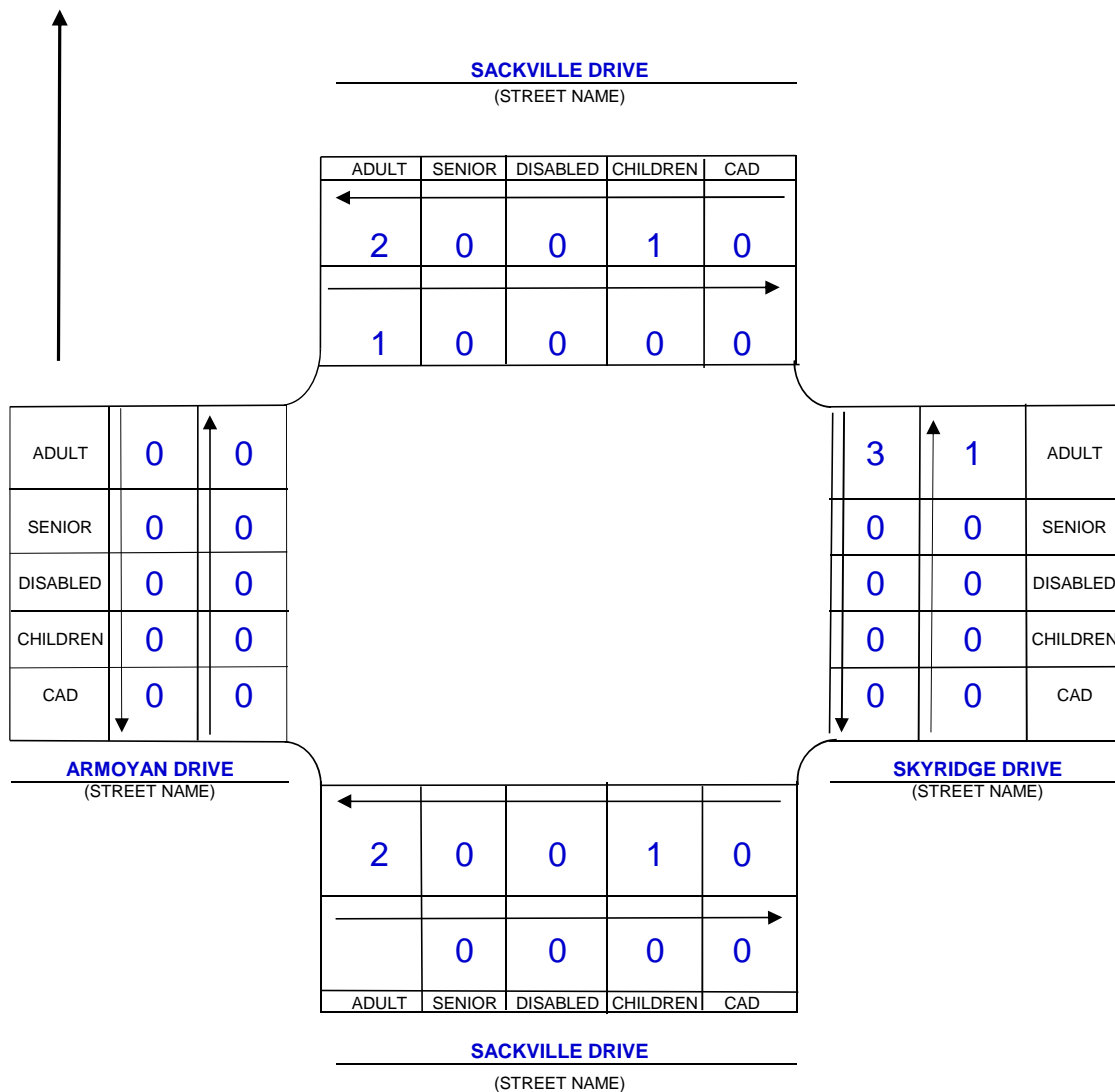 SACKVILLE DRIVE
(STREET NAME)
ADULT SENIOR DISABLED CHILDREN CAD
2 0 0 1 0
1 0 0 0 0
ADULT 0 0
SENIOR 0 0
DISABLED 0 0
CHILDREN 0 0
CAD 0 0
ARMOYAN DRIVE
(STREET NAME)
3 1 ADULT
0 0 SENIOR
0 0 DISABLED
0 0 CHILDREN
0 0 CAD
SKYRIDGE DRIVE
(STREET NAME)
2 0 0 1 0
0 0 0 0
ADULT SENIOR DISABLED CHILDREN CAD
SACKVILLE DRIVE
(STREET NAME)